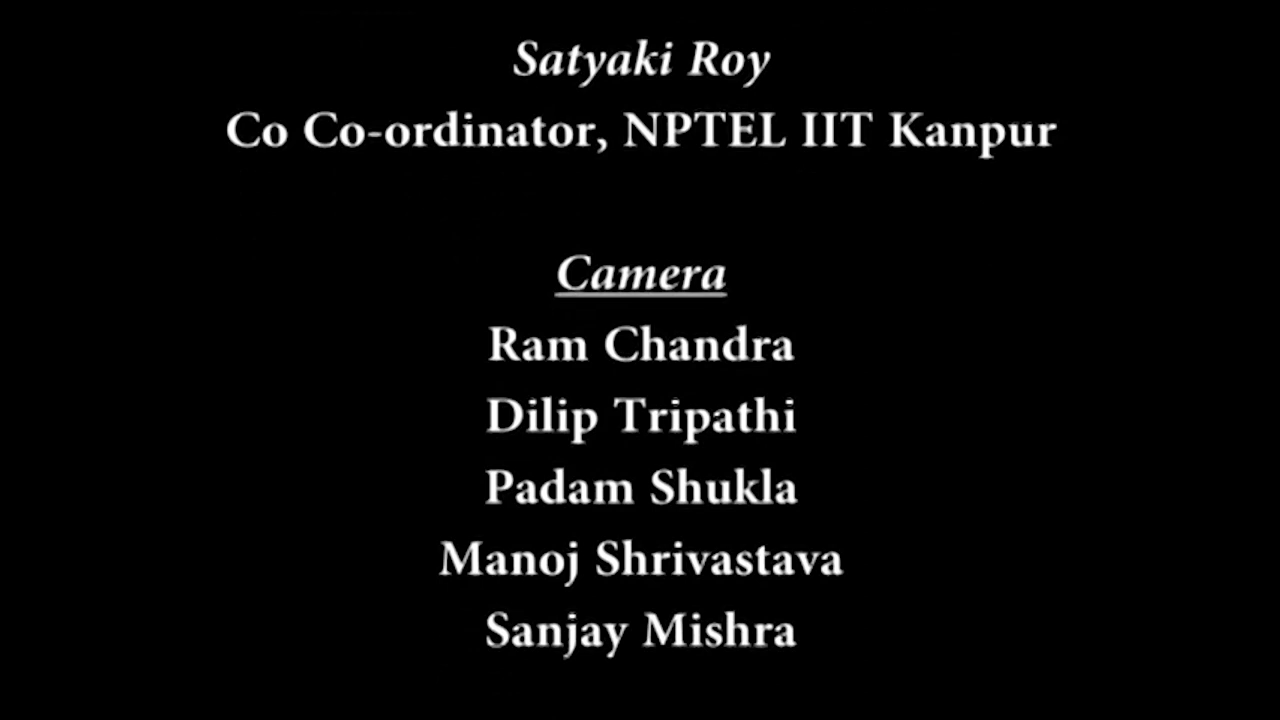 Satyaki Roy
Co Co-ordinator, NPTEL IIT Kanpur
Camera
Ram Chandra
Dilip Tripathi
Padam Shukla
Manoj Shrivastava
Sanjay Mishra